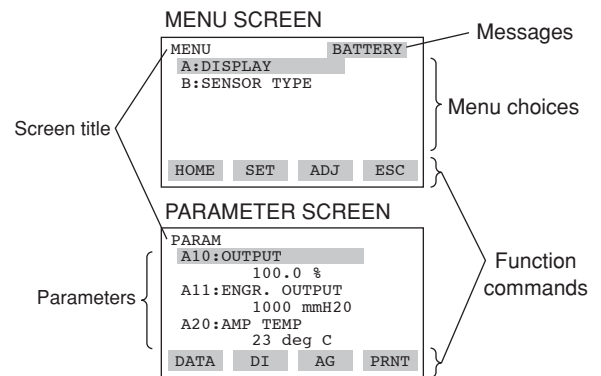 MENU SCREEN
Messages
MENU BATTERY
A:DISPLAY
B:SENSOR TYPE
Menu choices
Screen title
HOME SET ADJ ESC
PARAMETER SCREEN
PARAM
A10:OUTPUT
100.0 %
A11:ENGR. OUTPUT
1000 mmH20
A20:AMP TEMP
23 deg C
Parameters
Function
commands
DATA DI AG PRNT